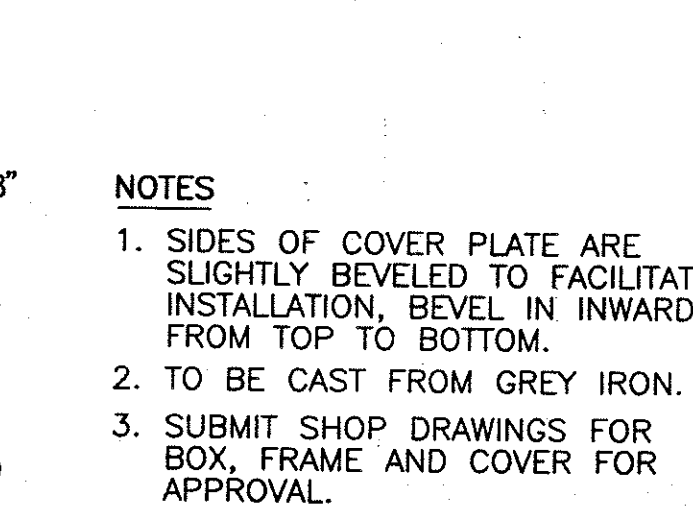 3"
NOTES
1. SIDES OF COVER PLATE ARE
SLIGHTLY BEVELED TO FACILITAT
INSTALLATION, BEVEL IN INWARD
FROM TOP TO BOTTOM.
2. TO BE CAST FROM GREY IRON.
3. SUBMIT SHOP DRAWINGS FOR
BOX, FRAME AND COVER FOR
APPROVAL.